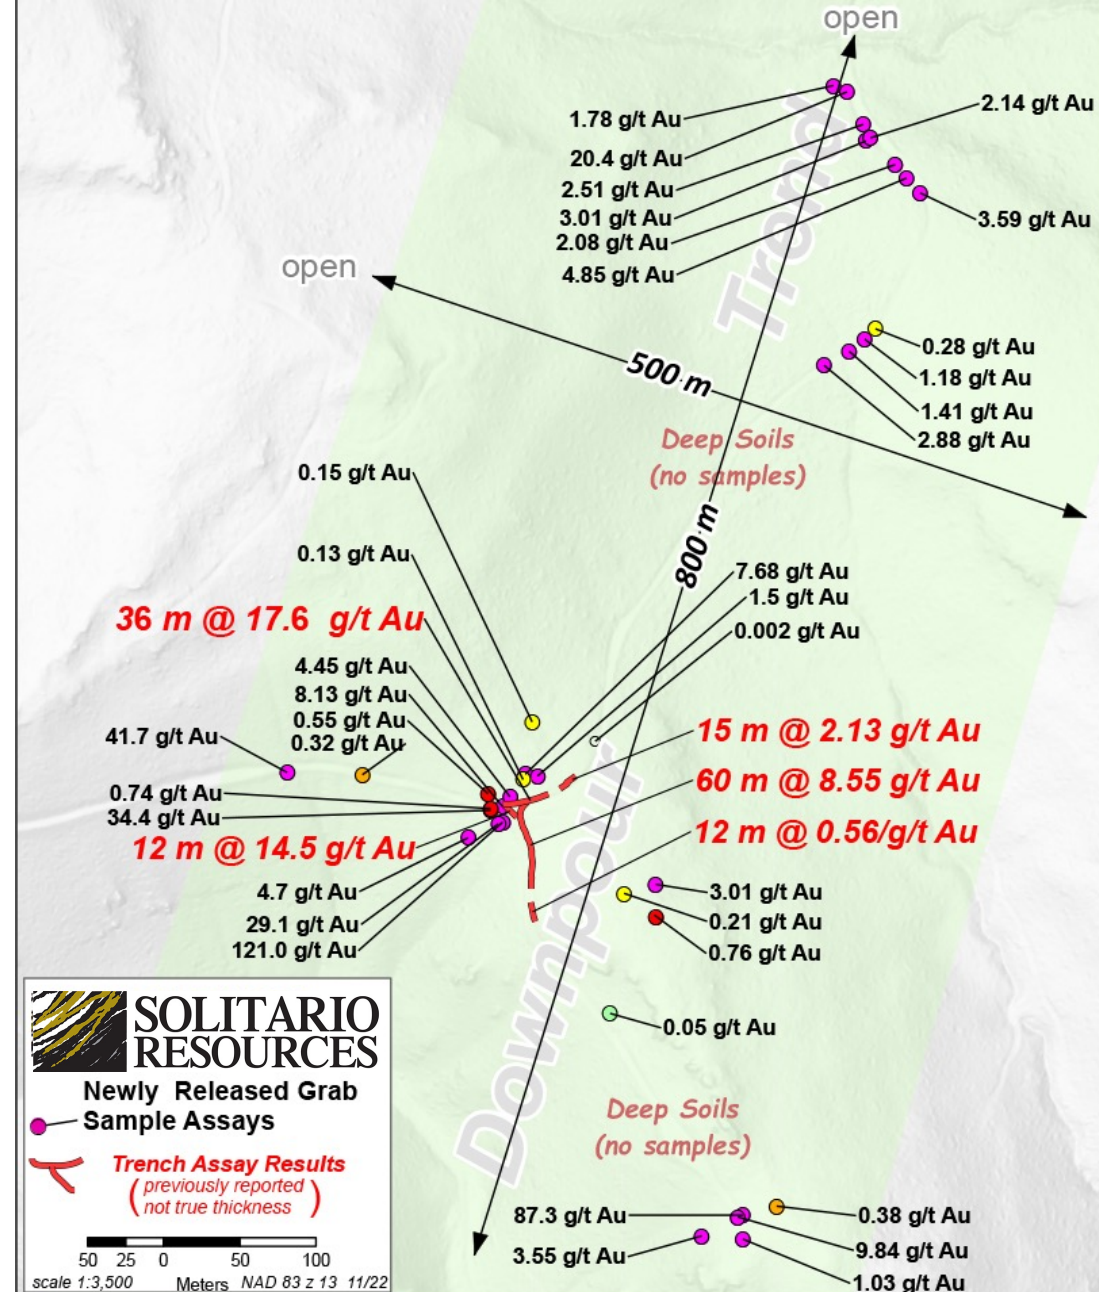 open
1.78 g/t Au
2.14 g/t Au
20.4 g/t Au
2.51 g/t Au
3.01 g/t Au
3.59 g/t Au
2.08 g/t Au
4.85 g/t Au
open
Trend
500 m
0.28 g/t Au
1.18 g/t Au
1.41 g/t Au
2.88 g/t Au
Deep Soils
(no samples)
0.15 g/t Au
800 m
0.13 g/t Au
7.68 g/t Au
1.5 g/t Au
0.002 g/t Au
36 m @ 17.6 g/t Au
4.45 g/t Au
8.13 g/t Au
0.55 g/t Au
0.32 g/t Au
41.7 g/t Au
15 m @ 2.13 g/t Au
60 m @ 8.55 g/t Au
0.74 g/t Au
34.4 g/t Au
12 m @ 14.5 g/t Au
12 m @ 0.56/g/t Au
4.7 g/t Au
29.1 g/t Au
121.0 g/t Au
3.01 g/t Au
0.21 g/t Au
0.76 g/t Au
Downpour
0.05 g/t Au
Deep Soils
(no samples)
87.3 g/t Au
3.55 g/t Au
0.38 g/t Au
9.84 g/t Au
1.03 g/t Au
SOLITARIO
RESOURCES
Newly Released Grab
Sample Assays
Trench Assay Results
(previously reported
not true thickness)
50 25 0 50 100
scale 1:3,500 Meters NAD 83 z 13 11/22